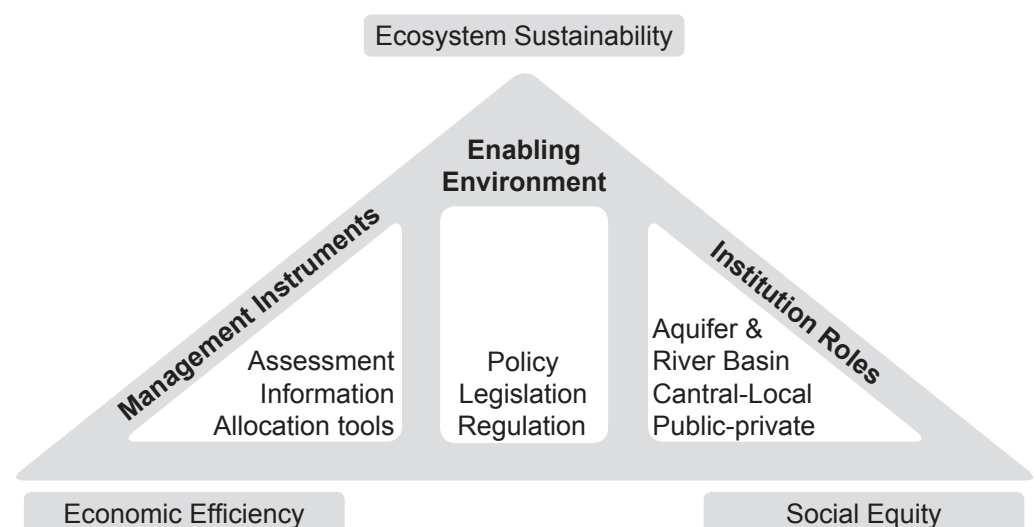 Ecosystem Sustainability
Enabling
Environment
Management Instruments
Assessment
Information
Allocation tools
Policy
Legislation
Regulation
Institution Roles
Aquifer &
River Basin
Cantral-Local
Public-private
Economic Efficiency
Social Equity